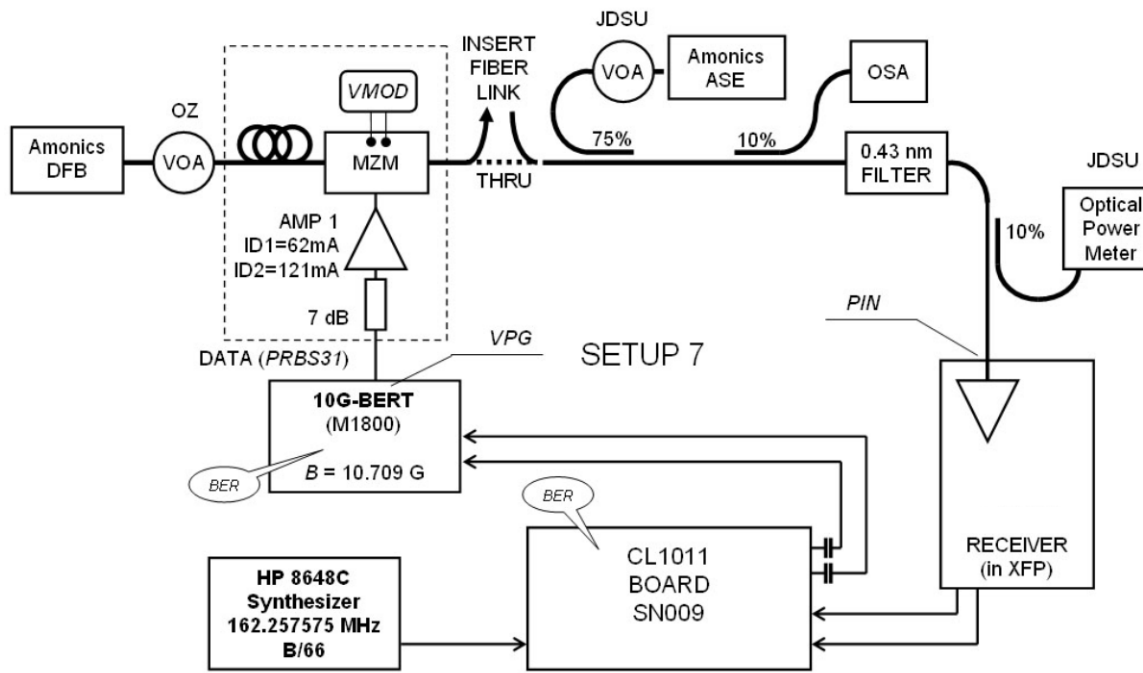 JDSU
INSERT
FIBER
LINK
VOA
Amonics
ASE
OSA
VMOD
OZ
75%
10%
Amonics
DFB
VOA
MZM
THRU
0.43 nm
FILTER
JDSU
10%
Optical
Power
Meter
AMP 1
ID1=62mA
ID2=121mA
7 dB
PIN
VPG
DATA (PRBS31)
SETUP 7
10G-BERT
(M1800)
B = 10.709 G
BER
BER
CL1011
BOARD
SN009
RECEIVER
(in XFP)
HP 8648C
Synthesizer
162.257575 MHz
B/66